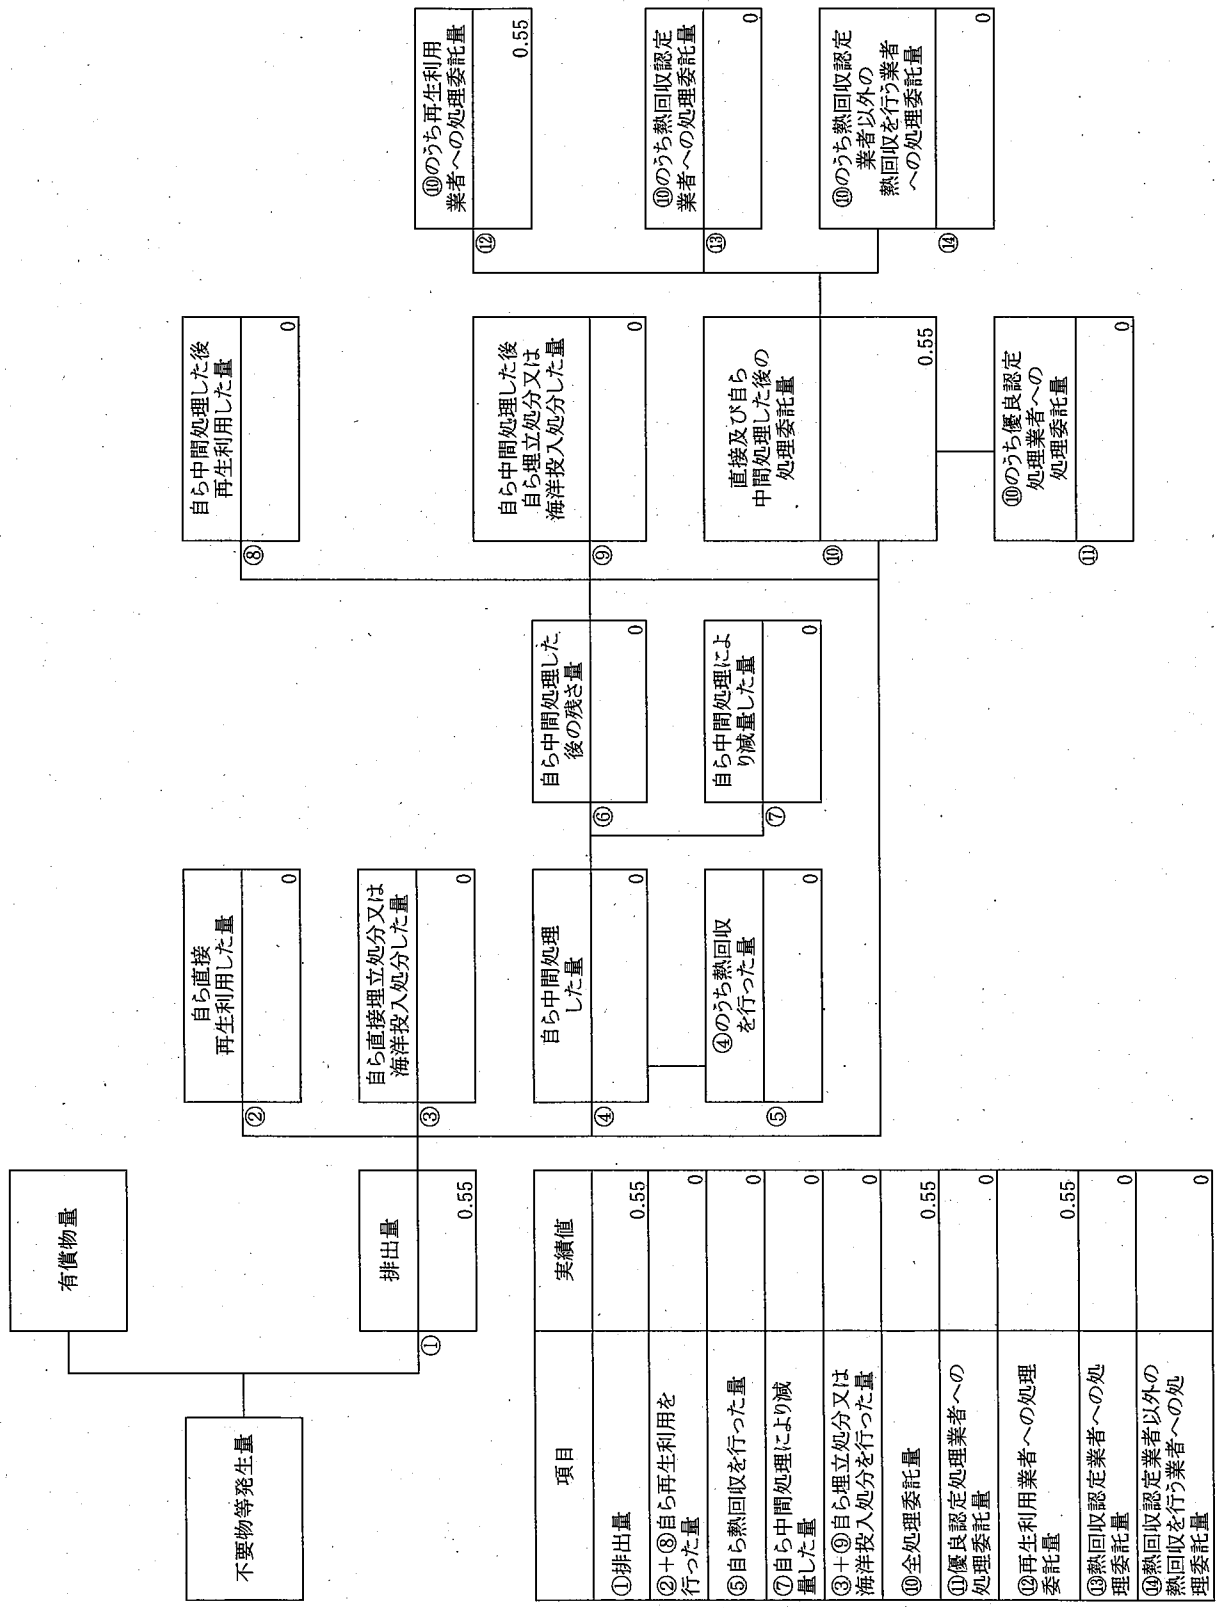 不要物等発生量
有償物量
排出量
①
0.55
自ら直接
再生利用した量
②
0
自ら直接埋立処分又は
海洋投入処分した量
③
0
自ら中間処理
した量
④
0
④のうち熱回収
を行った量
⑤
0
自ら中間処理した
後の残さ量
⑥
0
自ら中間処理によ
り減量した量
⑦
0
自ら中間処理した後
再生利用した量
⑧
0
自ら中間処理した後
自ら埋立処分又は
海洋投入処分した量
⑨
0
直接及び自ら
中間処理した後の
処理委託量
⑩
0.55
⑩のうち優良認定
処理業者への
処理委託量
⑪
0
⑩のうち再生利用
業者への処理委託量
⑫
0.55
⑩のうち熱回収認定
業者への処理委託量
⑬
0
⑩のうち熱回収認定
業者以外の
熱回収を行う業者
への処理委託量
⑭
0
項目 実績値
①排出量 0.55
②＋⑧自ら再生利用を
行った量 0
⑤自ら熱回収を行った量 0
⑦自ら中間処理により減
量した量 0
③＋⑨自ら埋立処分又は
海洋投入処分を行った量 0
⑩全処理委託量 0.55
⑪優良認定処理業者への
処理委託量 0
⑫再生利用業者への処理
委託量 0.55
⑬熱回収認定業者への処
理委託量 0
⑭熱回収認定業者以外の
熱回収を行う業者への処
理委託量 0